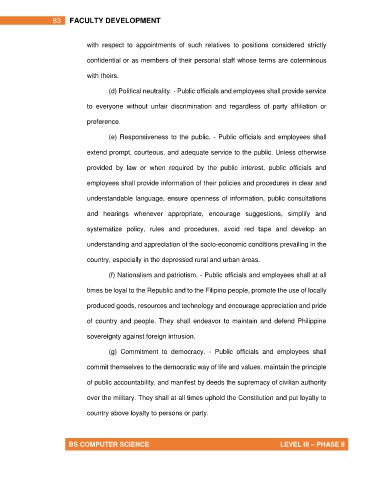 83 FACULTY DEVELOPMENT
with respect to appointments of such relatives to positions considered strictly
confidential or as members of their personal staff whose terms are coterminous
with theirs.
(d) Political neutrality. - Public officials and employees shall provide service
to everyone without unfair discrimination and regardless of party affiliation or
preference.
(e) Responsiveness to the public. - Public officials and employees shall
extend prompt, courteous, and adequate service to the public. Unless otherwise
provided by law or when required by the public interest, public officials and
employees shall provide information of their policies and procedures in clear and
understandable language, ensure openness of information, public consultations
and hearings whenever appropriate, encourage suggestions, simplify and
systematize policy, rules and procedures, avoid red tape and develop an
understanding and appreciation of the socio-economic conditions prevailing in the
country, especially in the depressed rural and urban areas.
(f) Nationalism and patriotism. - Public officials and employees shall at all
times be loyal to the Republic and to the Filipino people, promote the use of locally
produced goods, resources and technology and encourage appreciation and pride
of country and people. They shall endeavor to maintain and defend Philippine
sovereignty against foreign intrusion.
(g) Commitment to democracy. - Public officials and employees shall
commit themselves to the democratic way of life and values, maintain the principle
of public accountability, and manifest by deeds the supremacy of civilian authority
over the military. They shall at all times uphold the Constitution and put loyalty to
country above loyalty to persons or party.
BS COMPUTER SCIENCE LEVEL III – PHASE II